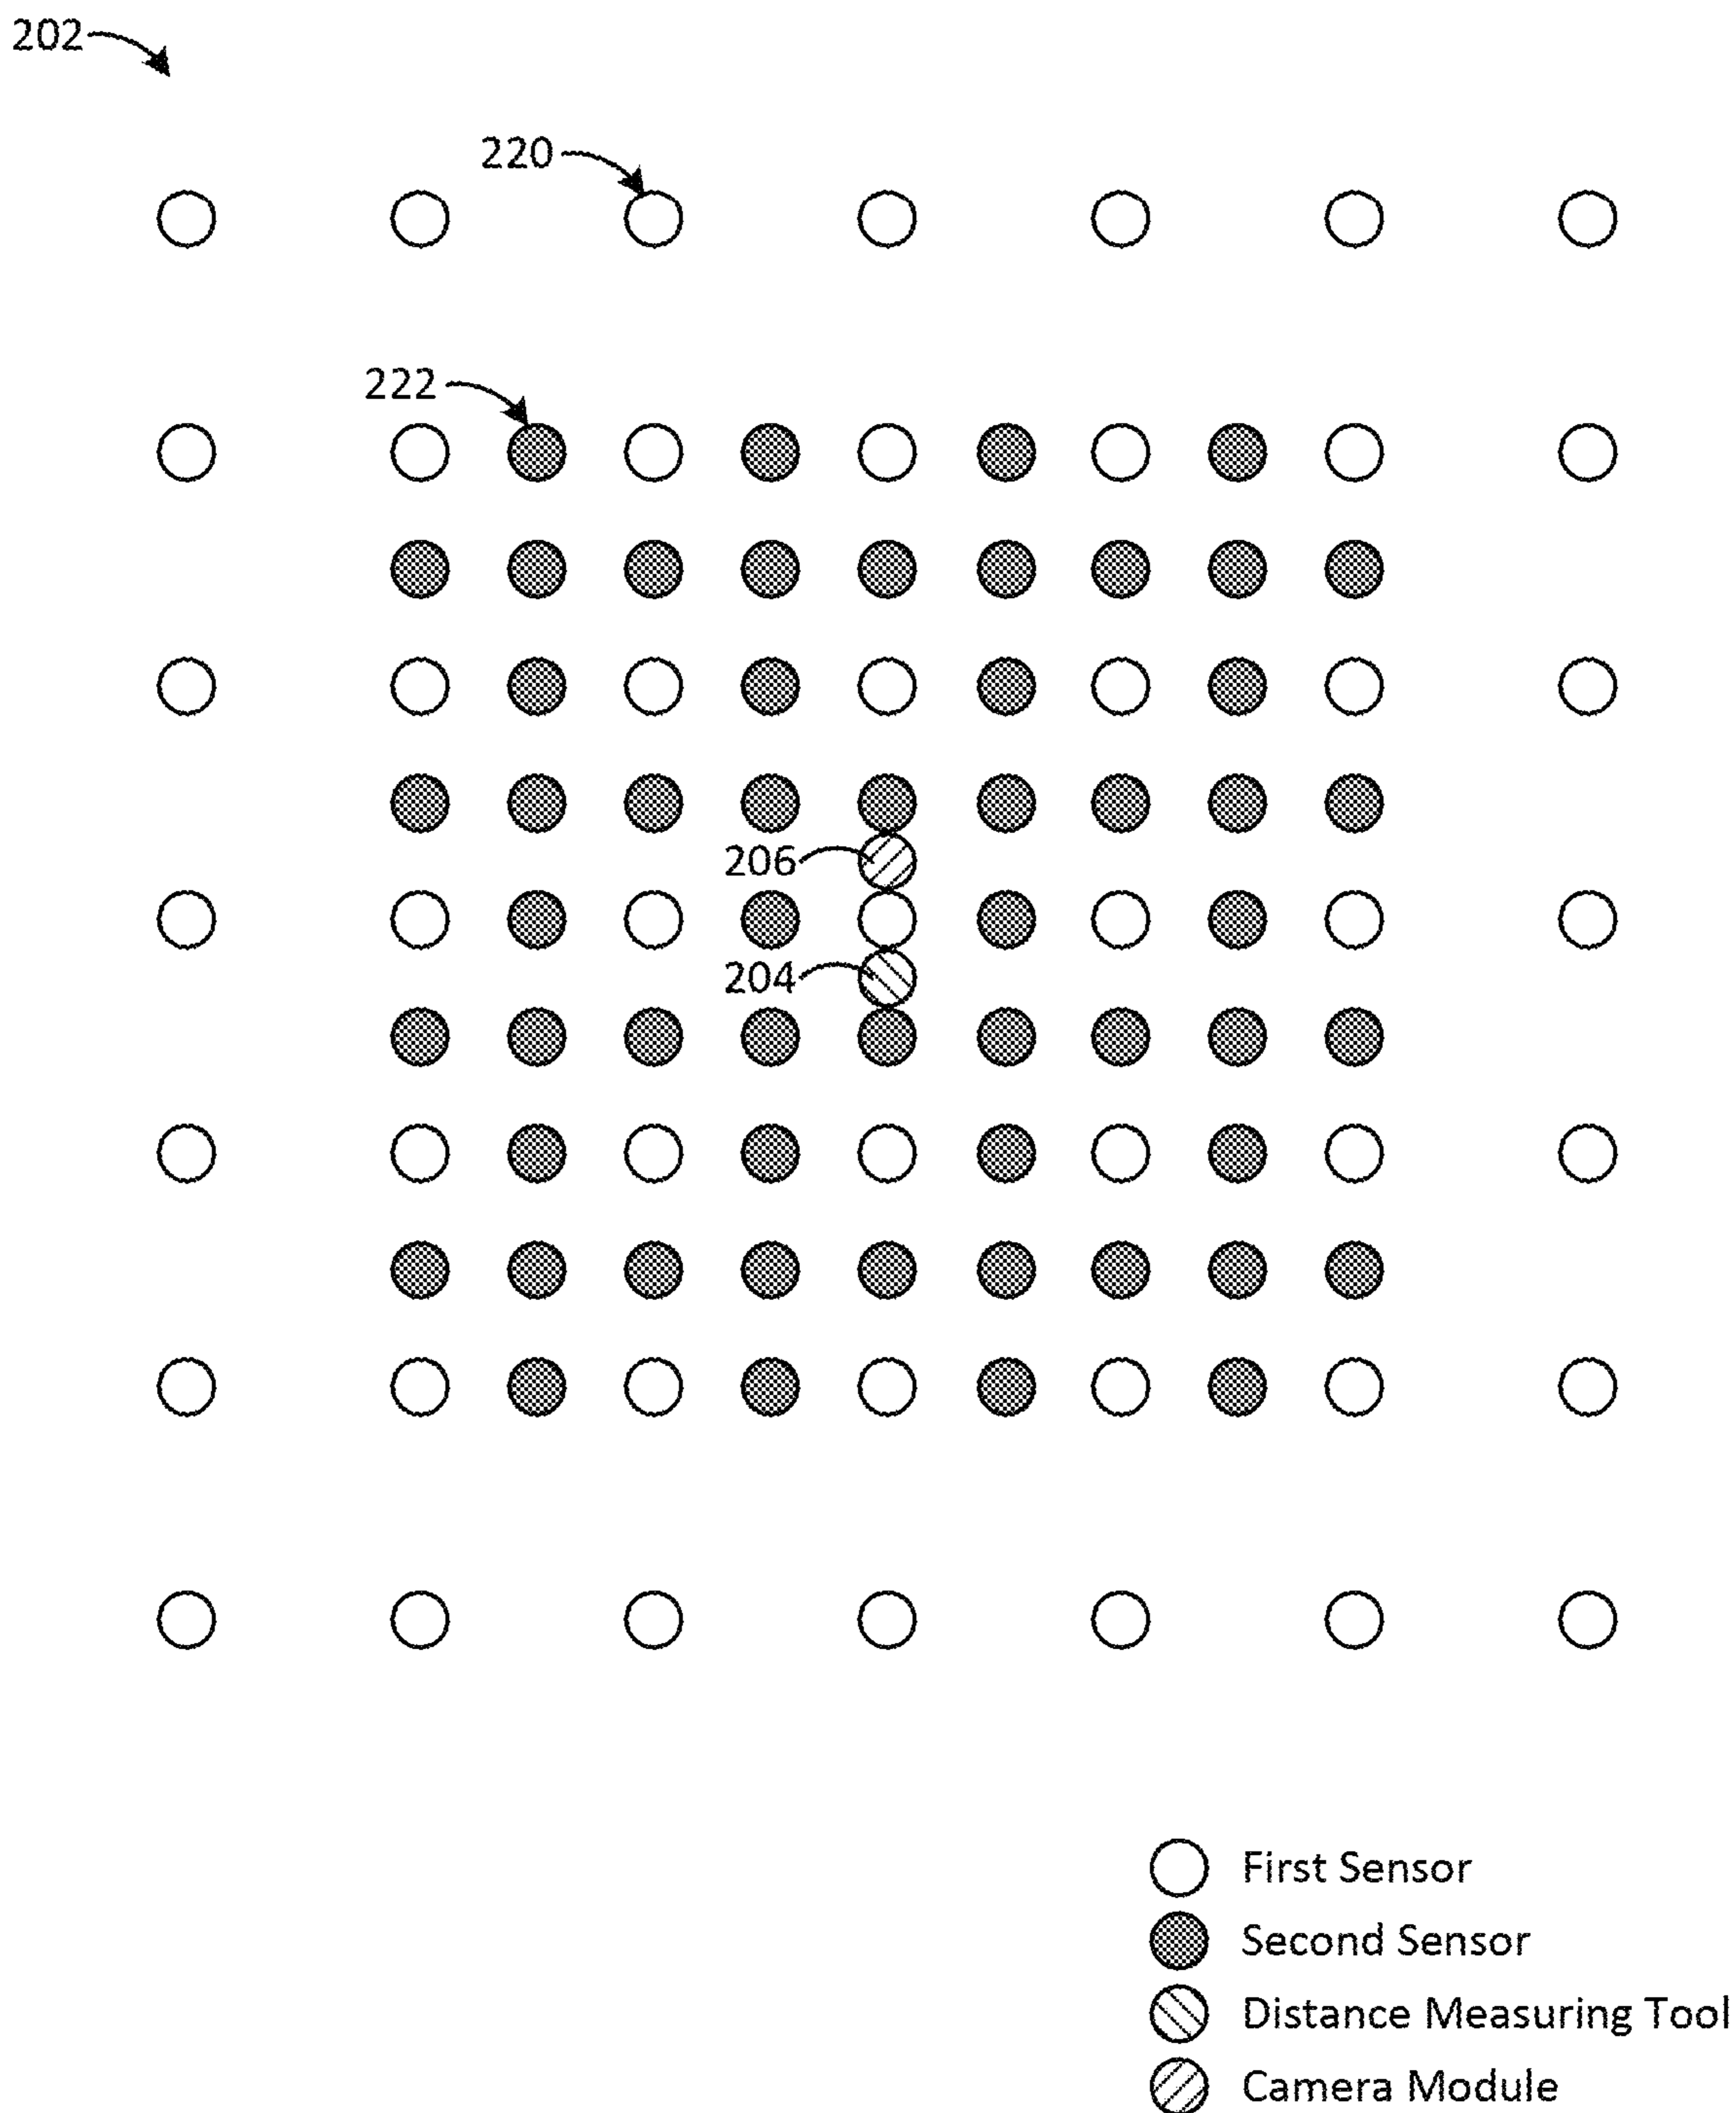 202
220
222
206
204
First Sensor
Second Sensor
Distance Measuring Tool
Camera Module